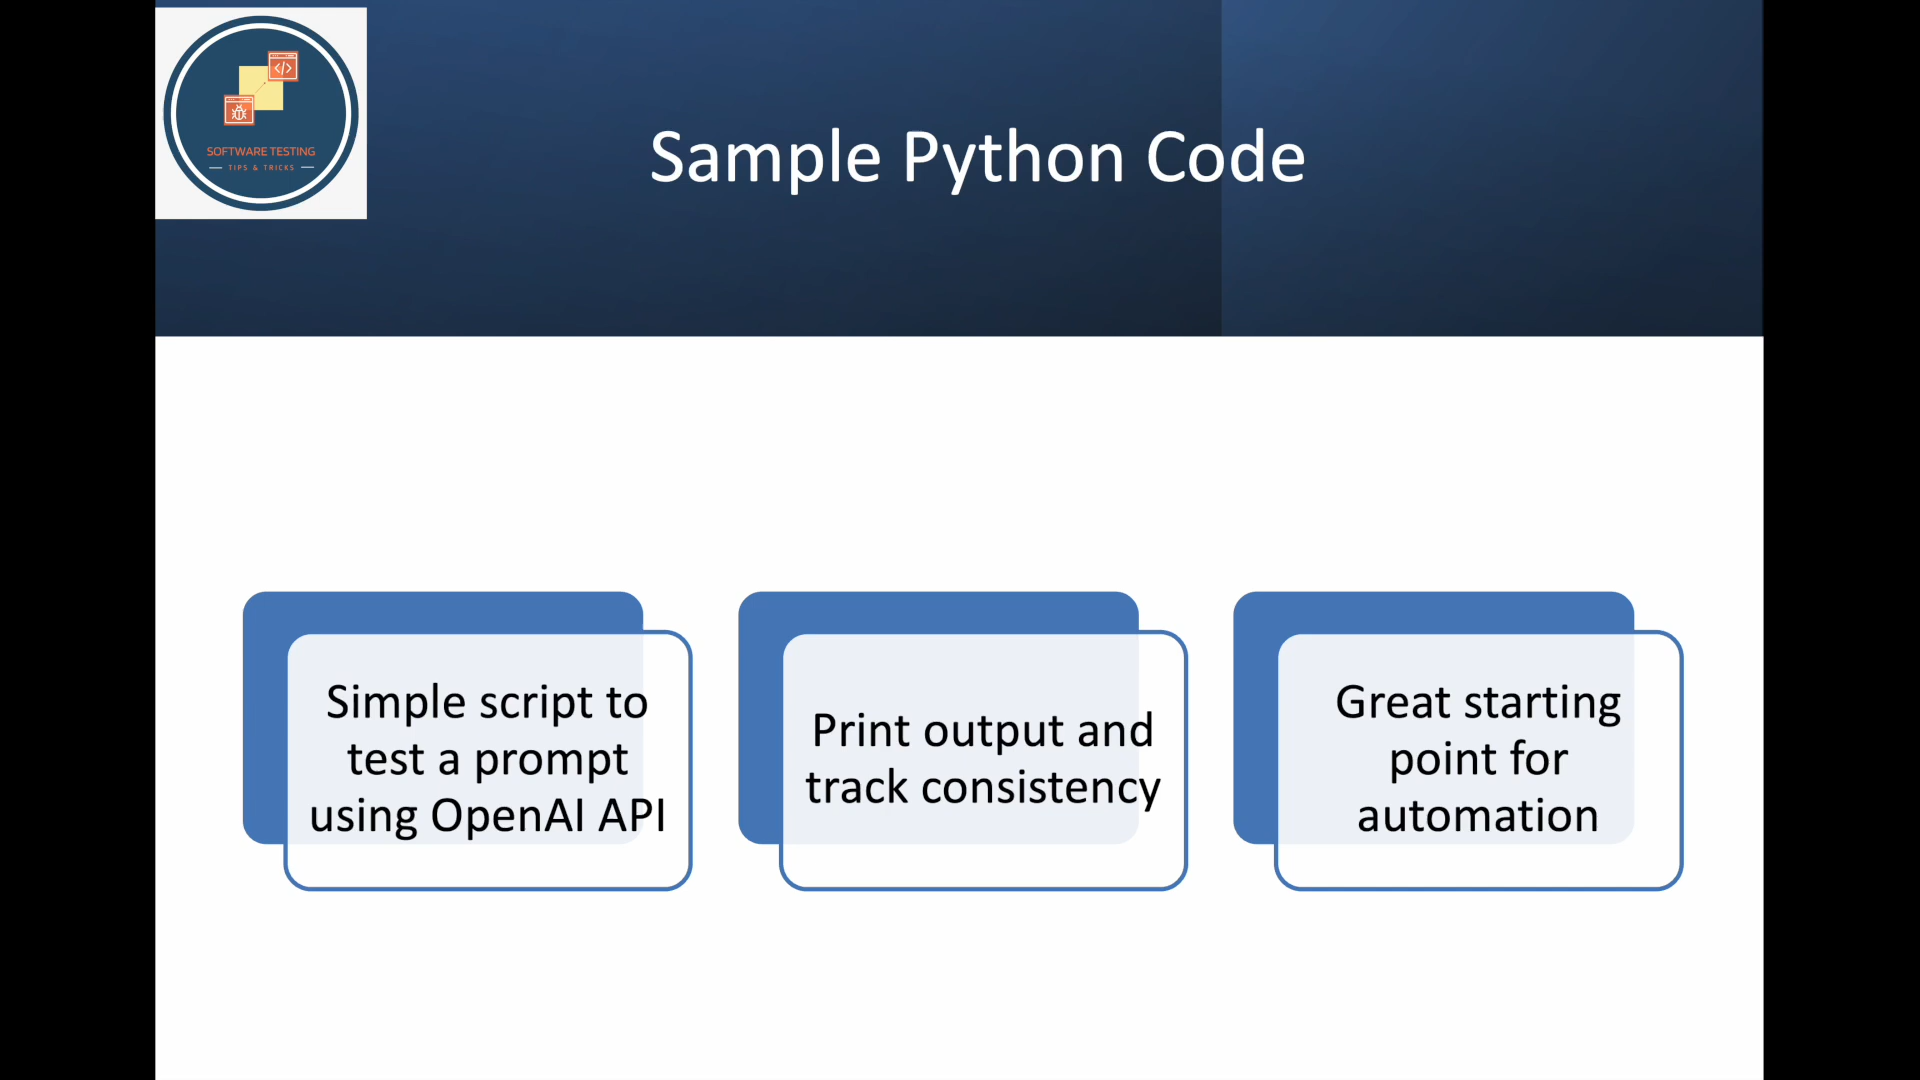 SOFTWARE TESTING
TIPS & TRICKS
Sample Python Code
Simple script to
test a prompt
using OpenAI API
Print output and
track consistency
Great starting
point for
automation